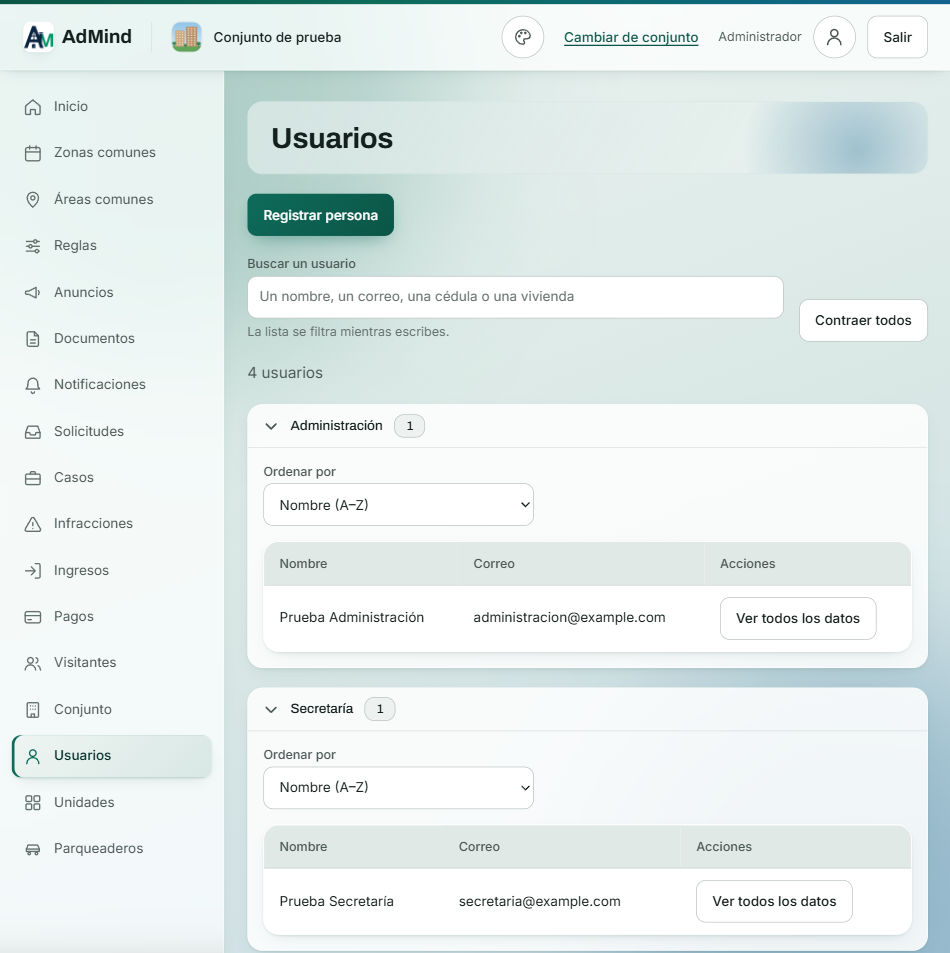 AM AdMind
Conjunto de prueba
Cambiar de conjunto
Administrador
Salir
Inicio
Zonas comunes
Áreas comunes
Reglas
Anuncios
Documentos
Notificaciones
Solicitudes
Casos
Infracciones
Ingresos
Pagos
Visitantes
Conjunto
Usuarios
Unidades
Parqueaderos
Usuarios
Registrar persona
Buscar un usuario
Un nombre, un correo, una cédula o una vivienda
La lista se filtra mientras escribes.
Contraer todos
4 usuarios
Administración 1
Ordenar por
Nombre (A–Z)
Nombre Correo Acciones
Prueba Administración administracion@example.com Ver todos los datos
Secretaría 1
Ordenar por
Nombre (A–Z)
Nombre Correo Acciones
Prueba Secretaría secretaria@example.com Ver todos los datos